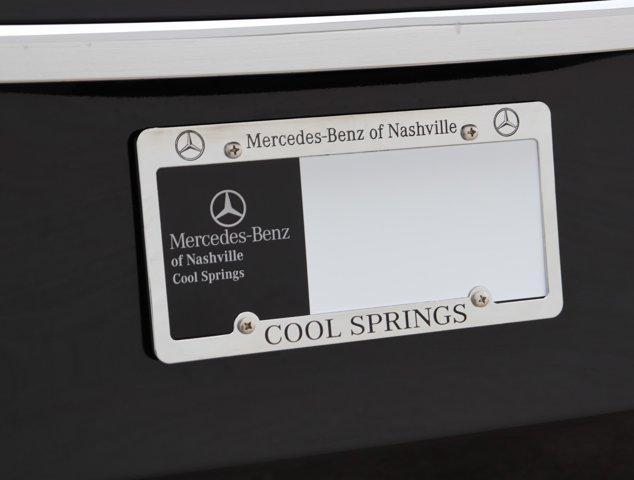 Mercedes-Benz of Nashville
Mercedes-Benz
of Nashville
Cool Springs
COOL SPRINGS